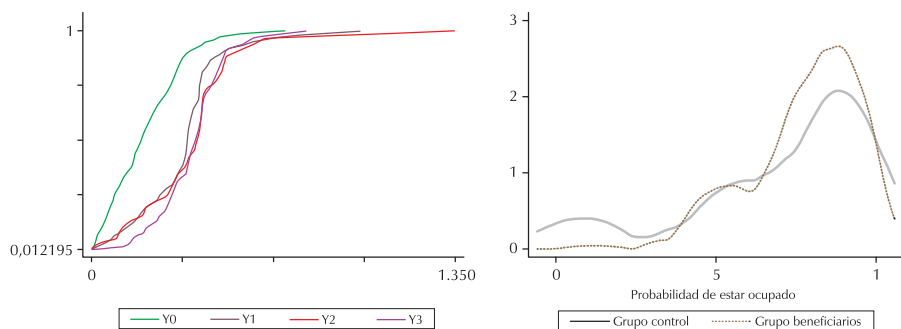 1
0,012195
0
1.350
Y0
Y1
Y2
Y3
3
2
1
0
0
5
1
Probabilidad de estar ocupado
Grupo control
Grupo beneficiarios